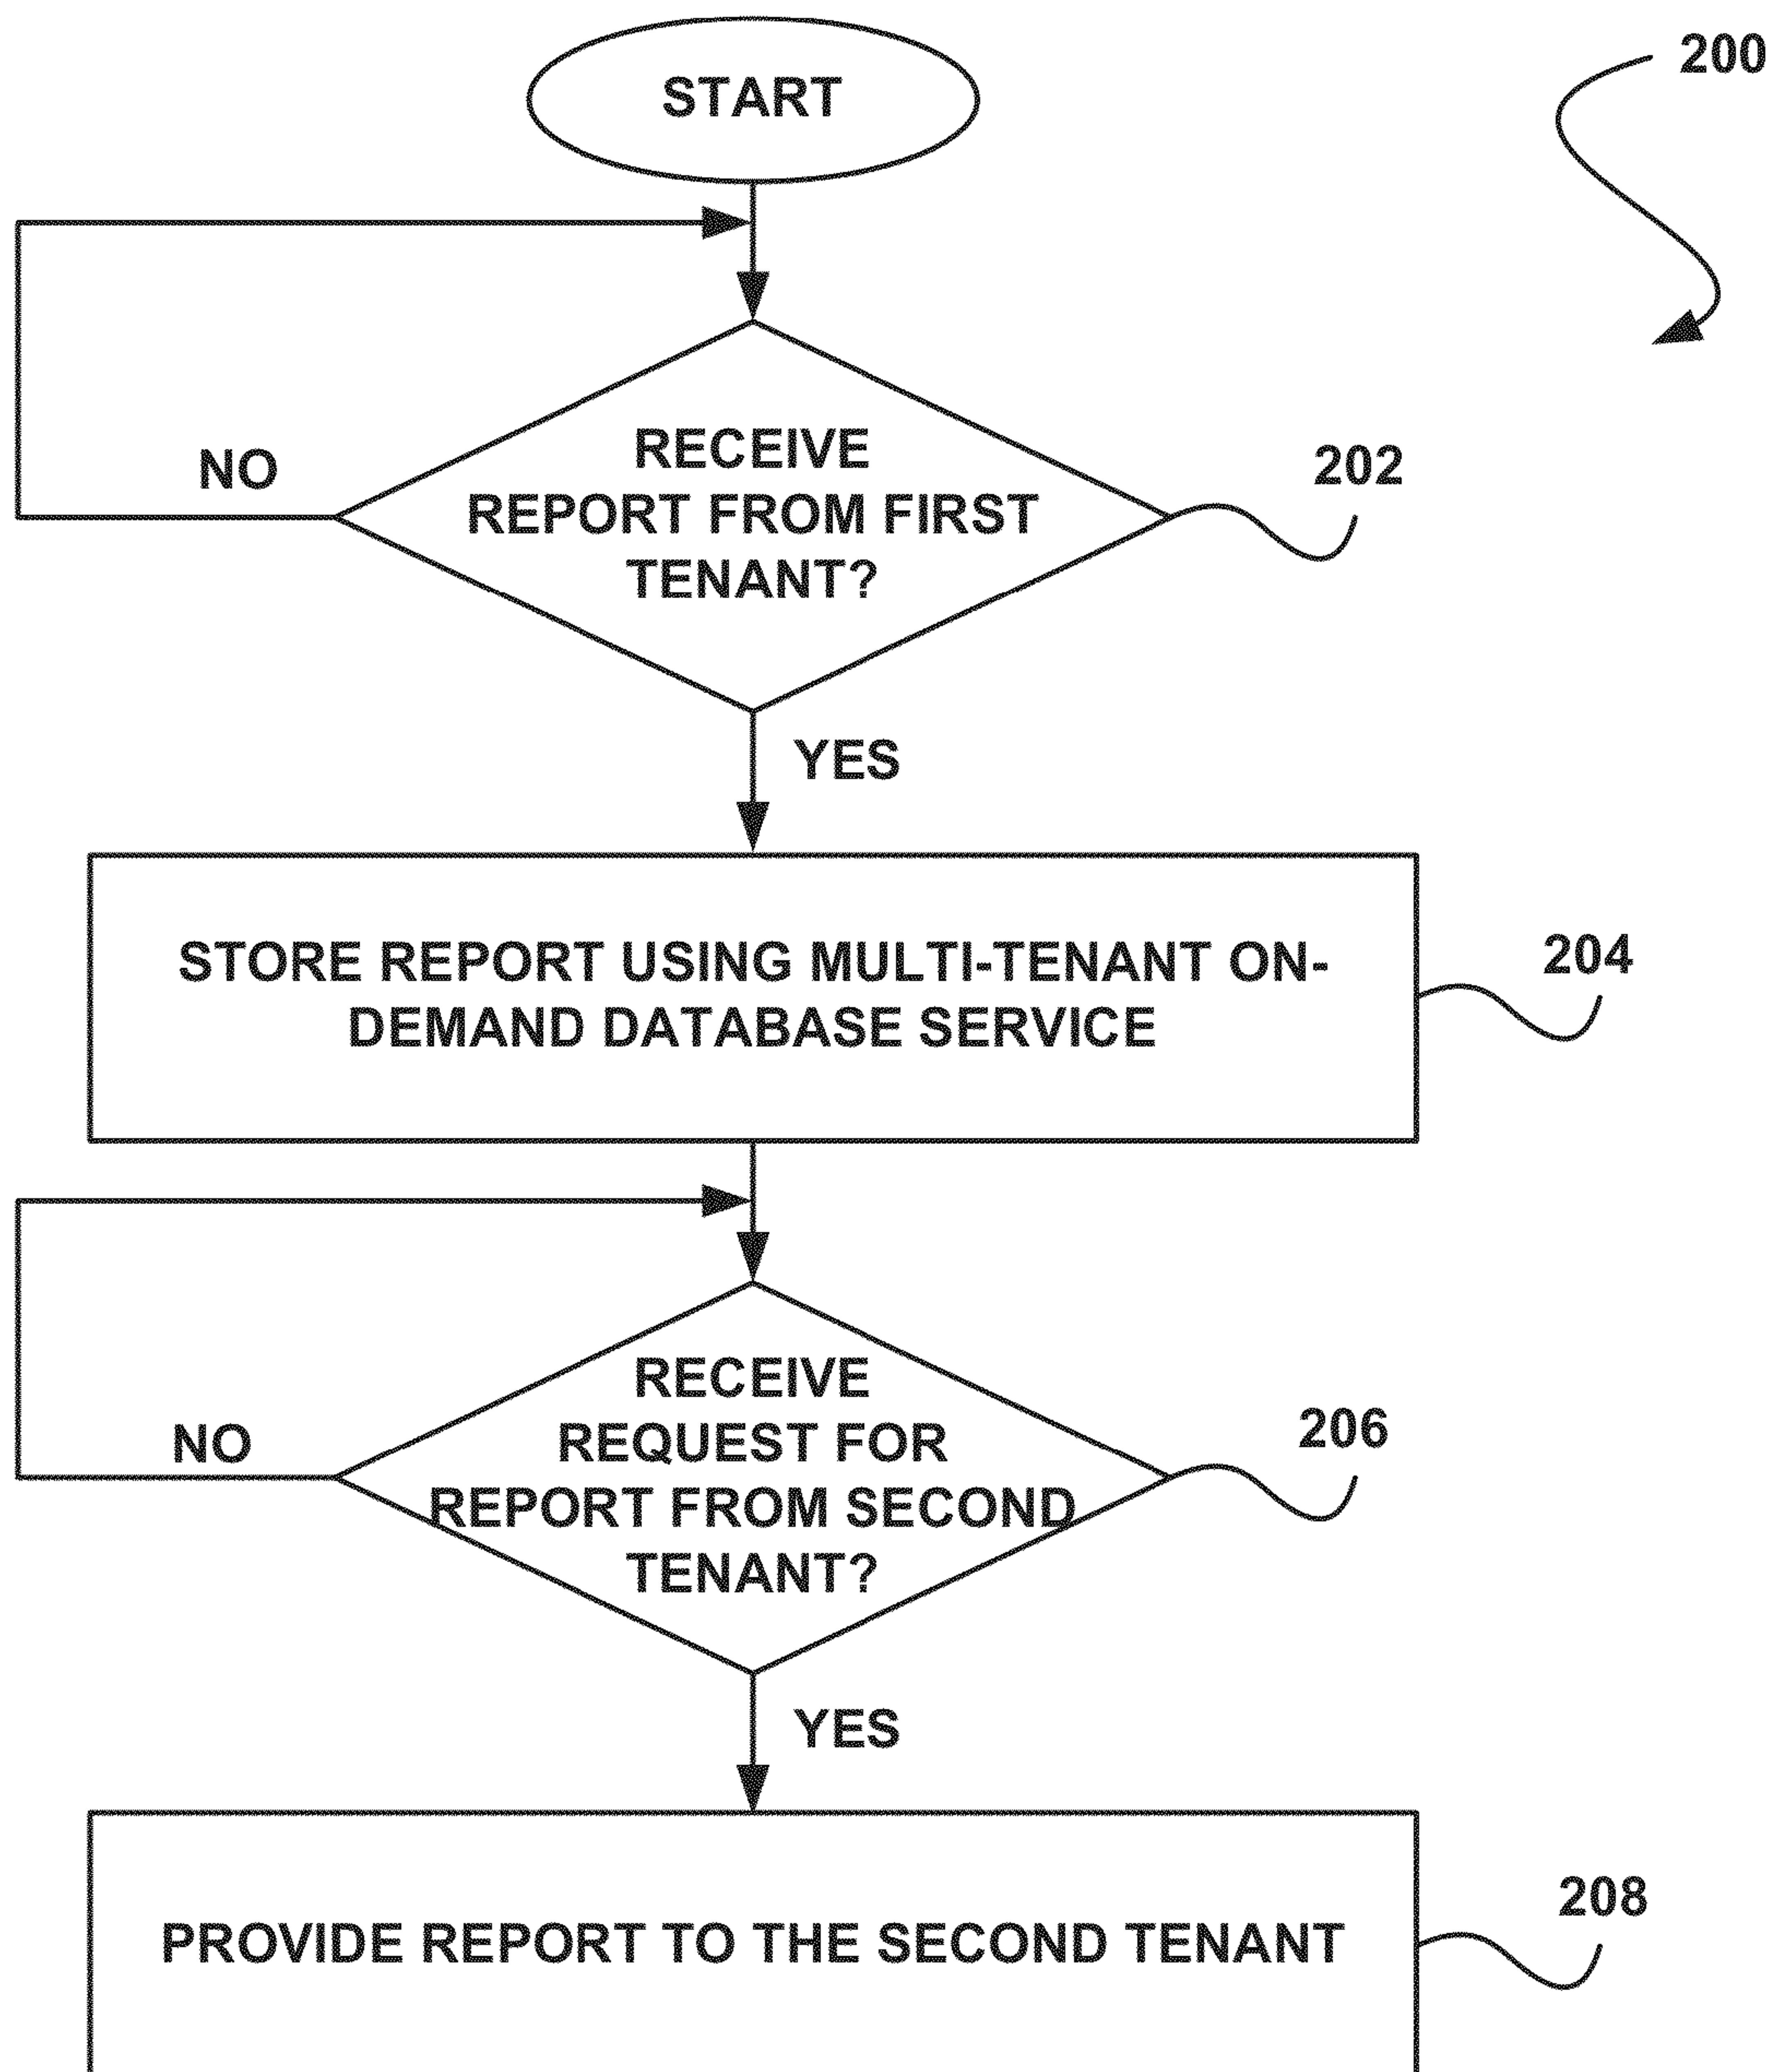 START
200
RECEIVE
REPORT FROM FIRST
TENANT?
NO
202
YES
STORE REPORT USING MULTI-TENANT ON-
DEMAND DATABASE SERVICE
204
RECEIVE
REQUEST FOR
REPORT FROM SECOND
TENANT?
NO
206
YES
PROVIDE REPORT TO THE SECOND TENANT
208